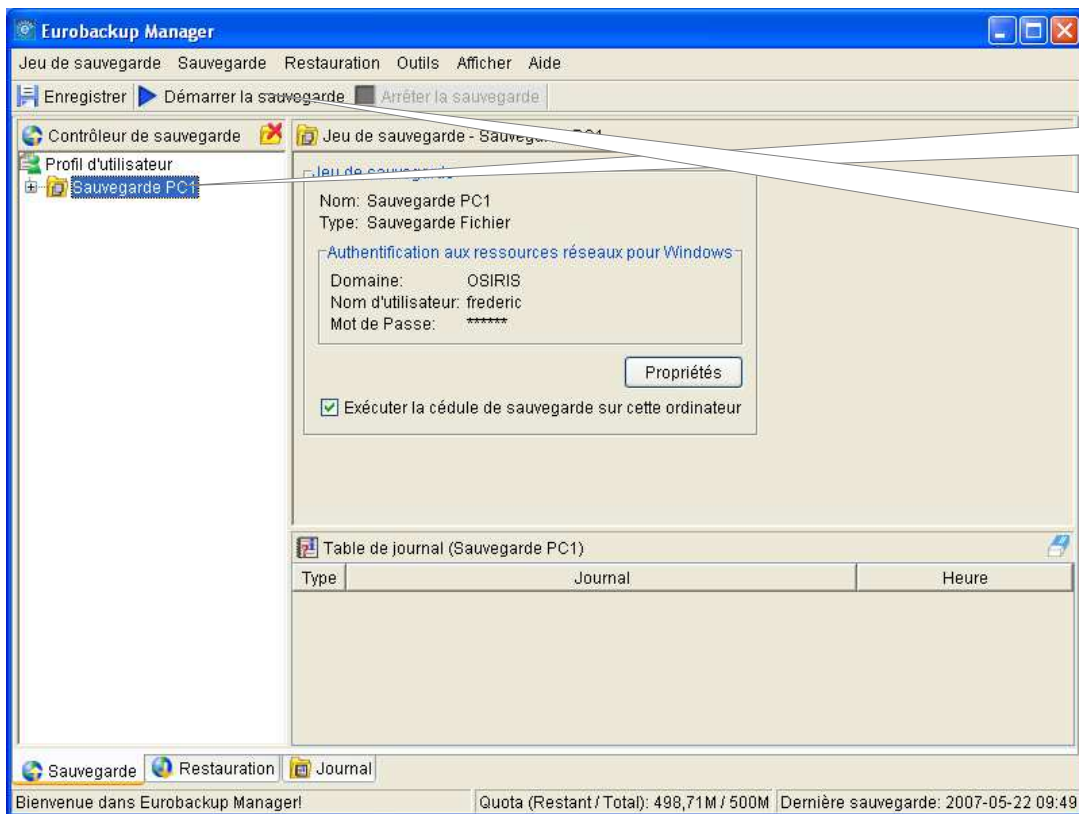 Eurobackup Manager
Jeu de sauvegarde Sauvegarde Restauration Outils Afficher Aide
Enregistrer Démarrer la sauvegarde Arrêter la sauvegarde
Contrôleur de sauvegarde
Jeu de sauvegarde - Sauvegarde PC1
Profil d'utilisateur
Sauvegarde PC1
Jeu de sauvegarde
Nom: Sauvegarde PC1
Type: Sauvegarde Fichier
Authentification aux ressources réseaux pour Windows
Domaine: OSIRIS
Nom d'utilisateur: frederic
Mot de Passe: ******
Propriétés
Exécuter la cédule de sauvegarde sur cette ordinateur
Table de journal (Sauvegarde PC1)
Type Journal Heure
Sauvegarde Restauration Journal
Bienvenue dans Eurobackup Manager! Quota (Restant / Total): 498,71M / 500M Dernière sauvegarde: 2007-05-22 09:49